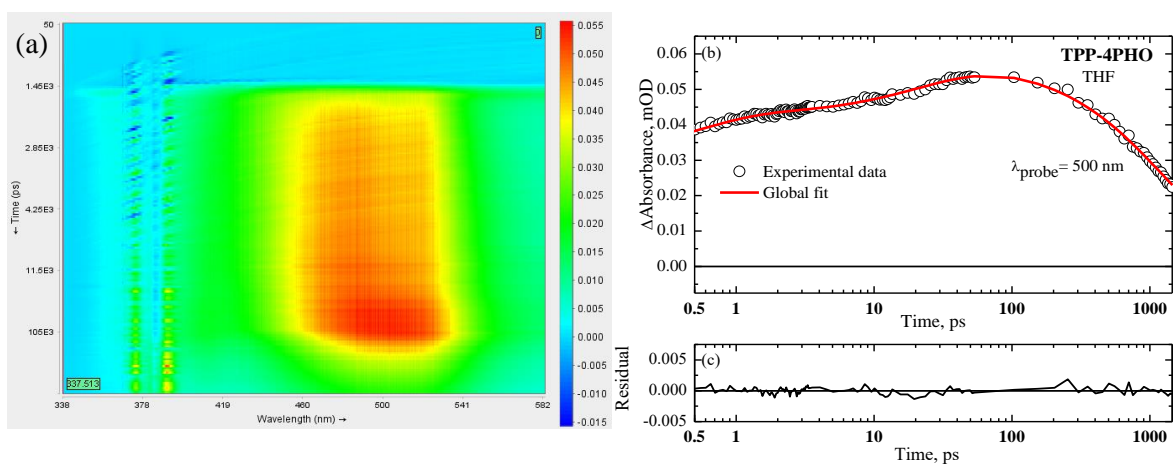 (a)
50
1.45E3
2.85E3
4.25E3
11.5E3
105E3
← Time (ps)
337.513
338 378 419 460 500 541 582
Wavelength (nm) →
0.055
0.050
0.045
0.040
0.035
0.030
0.025
0.020
0.015
0.010
0.005
0.000
-0.005
-0.010
-0.015
(b)
TPP-4PHO
THF
0.06
0.05
0.04
0.03
0.02
0.01
0.00
ΔAbsorbance, mOD
Experimental data
Global fit
λprobe= 500 nm
0.5 1 10 100 1000
Time, ps
(c)
0.005
0.000
-0.005
Residual
0.5 1 10 100 1000
Time, ps